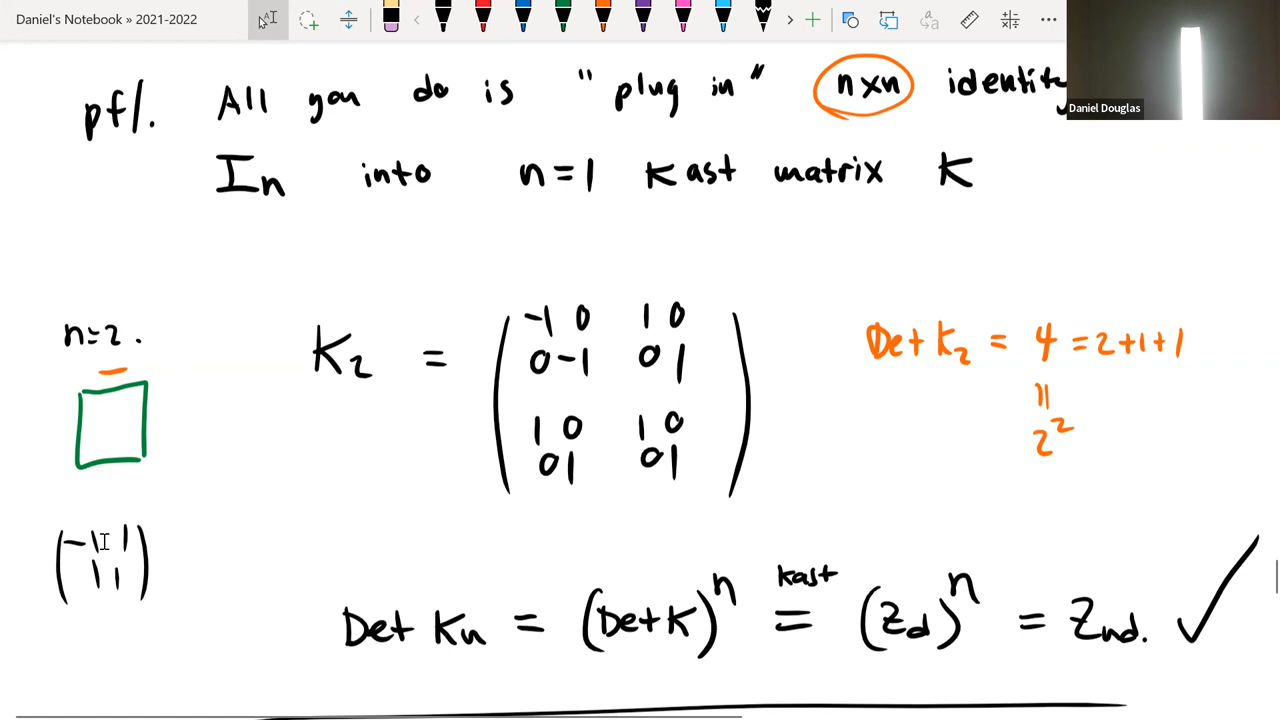 Daniel's Notebook » 2021-2022
Daniel Douglas
pf/. All you do is "plug in" n×n identity
In into n=1 Kast matrix K
n=2.
K2 = ( -1 0 1 0
0 -1 0 1
1 0 1 0
0 1 0 1 )
Det K2 = 4 = 2+1+1
=
2^2
( -1 1
1 1 )
Det Kn = (Det K)^n =^kast (Zd)^n = Znd. ✓